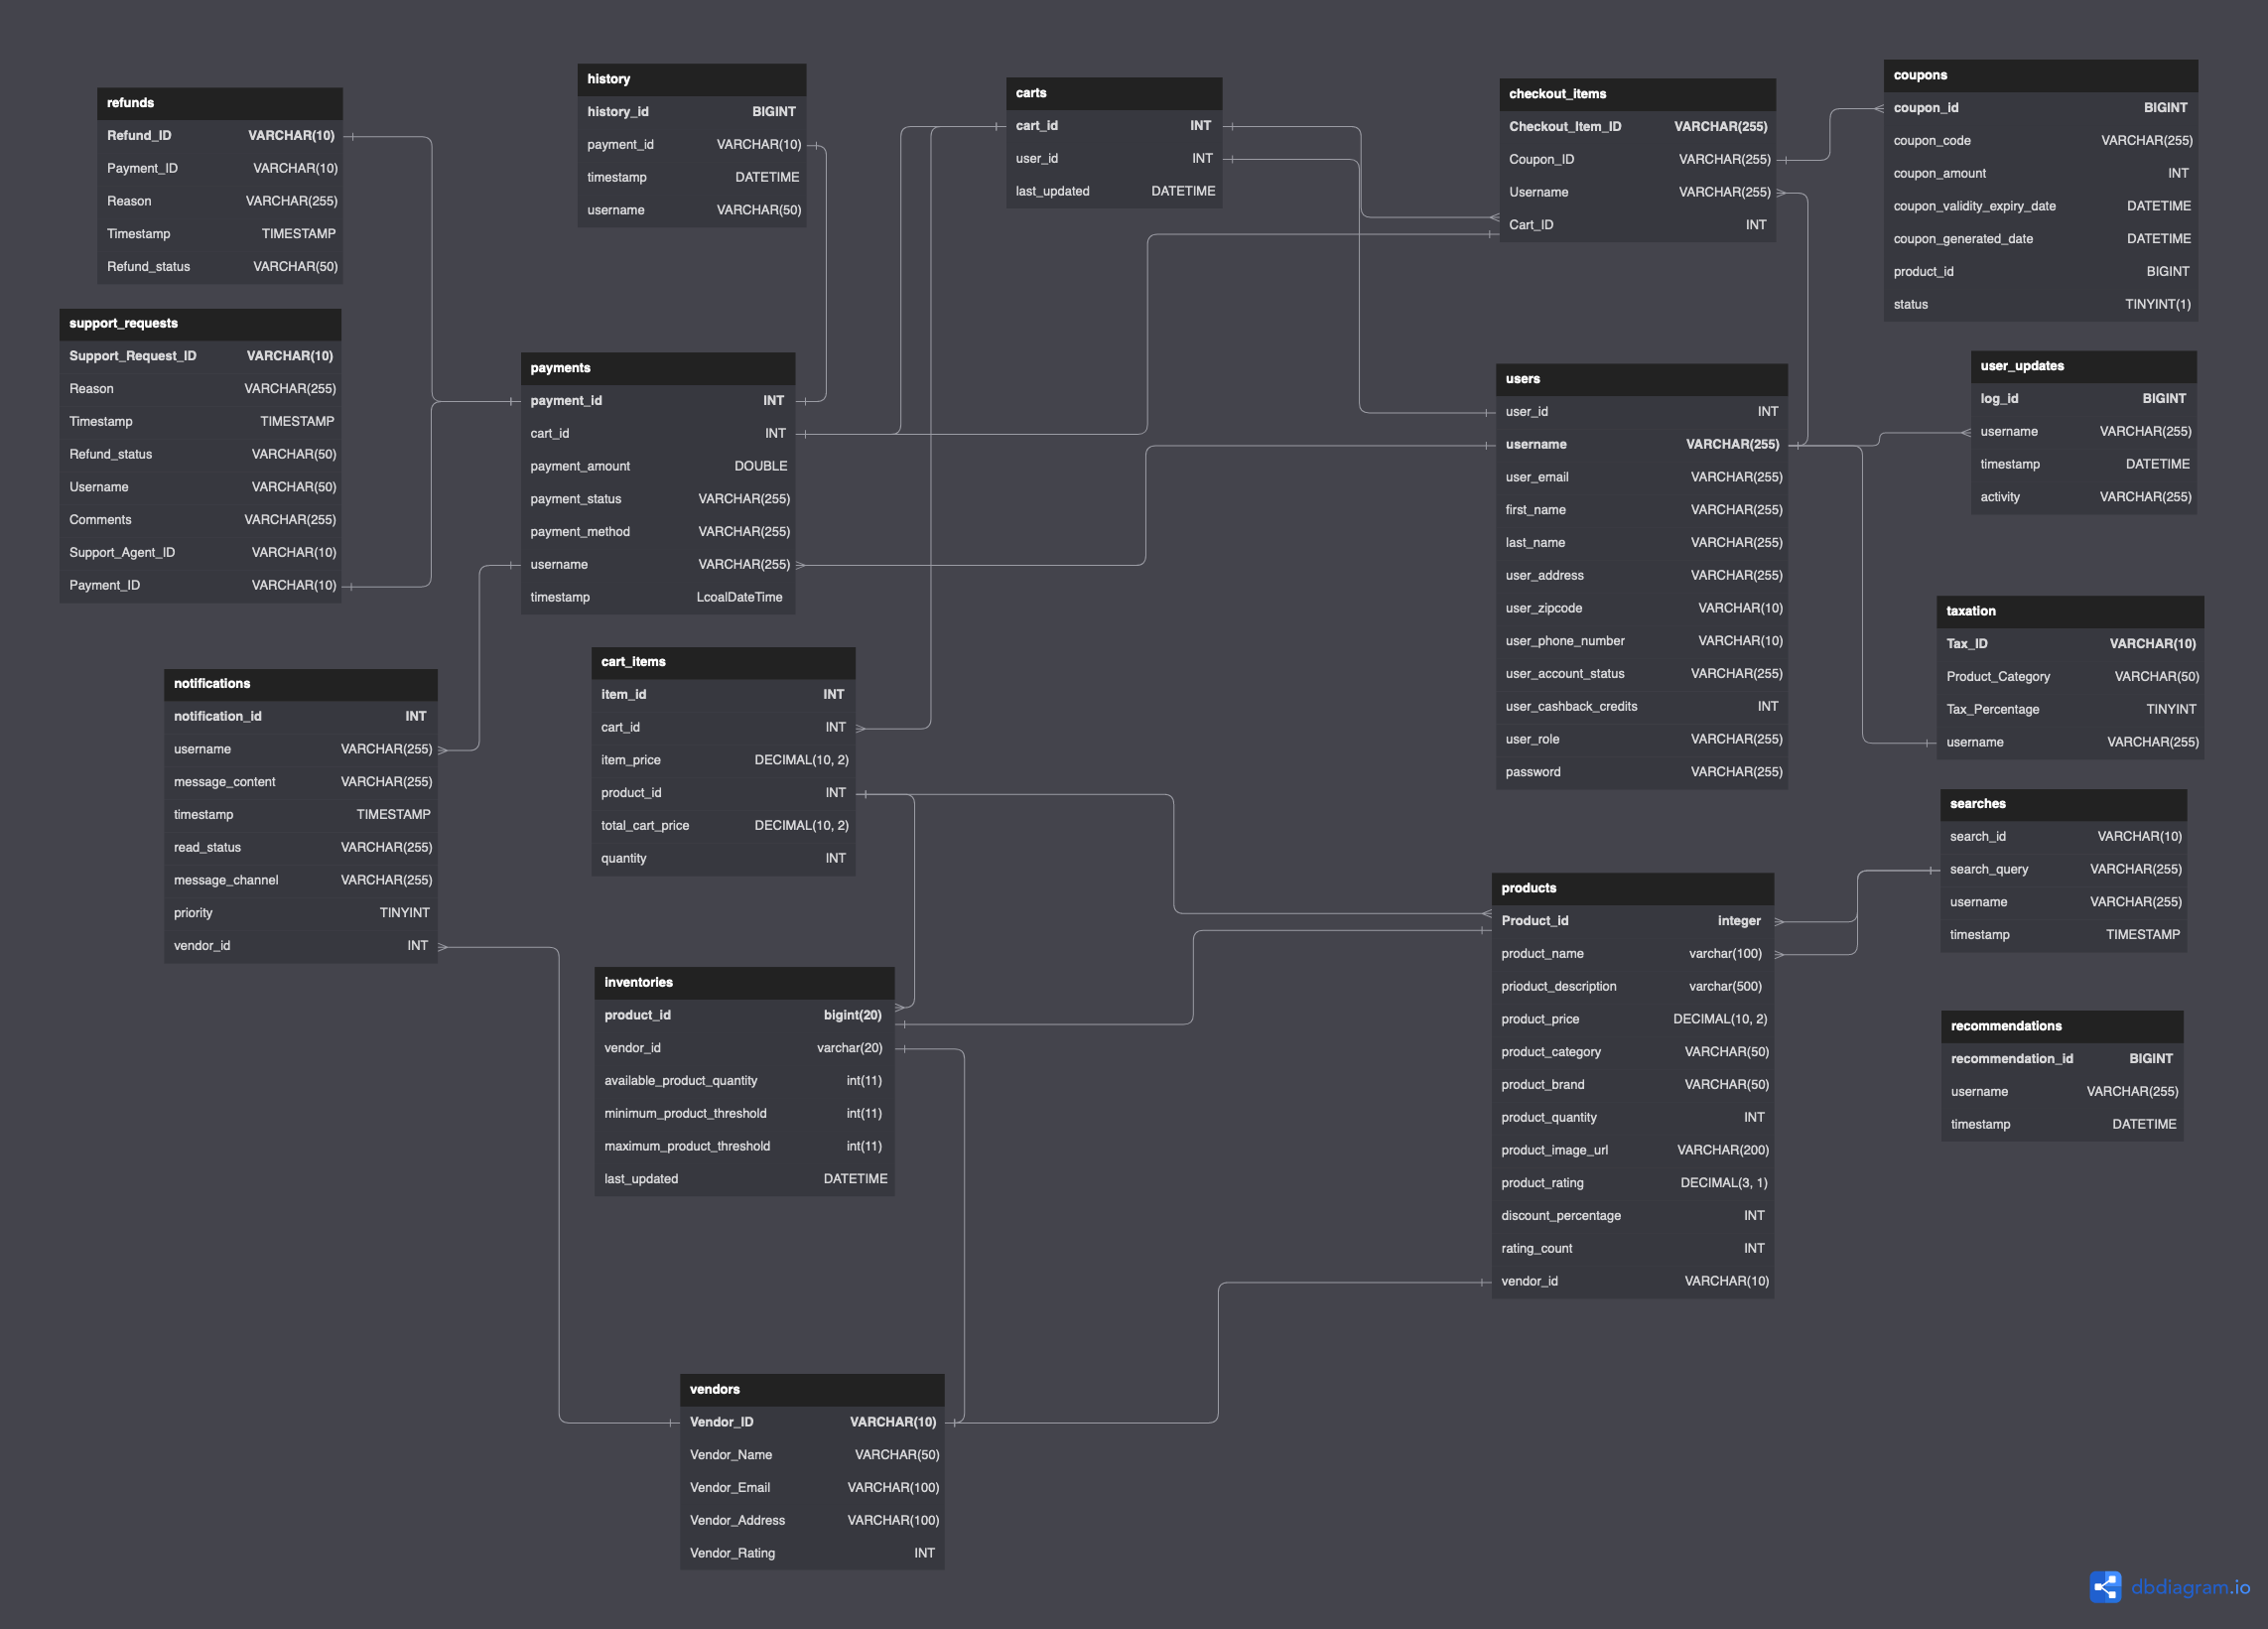 refunds
Refund_ID VARCHAR(10)
Payment_ID VARCHAR(10)
Reason VARCHAR(255)
Timestamp TIMESTAMP
Refund_status VARCHAR(50)
support_requests
Support_Request_ID VARCHAR(10)
Reason VARCHAR(255)
Timestamp TIMESTAMP
Refund_status VARCHAR(50)
Username VARCHAR(50)
Comments VARCHAR(255)
Support_Agent_ID VARCHAR(10)
Payment_ID VARCHAR(10)
notifications
notification_id INT
username VARCHAR(255)
message_content VARCHAR(255)
timestamp TIMESTAMP
read_status VARCHAR(255)
message_channel VARCHAR(255)
priority TINYINT
vendor_id INT
history
history_id BIGINT
payment_id VARCHAR(10)
timestamp DATETIME
username VARCHAR(50)
payments
payment_id INT
cart_id INT
payment_amount DOUBLE
payment_status VARCHAR(255)
payment_method VARCHAR(255)
username VARCHAR(255)
timestamp LcoalDateTime
cart_items
item_id INT
cart_id INT
item_price DECIMAL(10, 2)
product_id INT
total_cart_price DECIMAL(10, 2)
quantity INT
inventories
product_id bigint(20)
vendor_id varchar(20)
available_product_quantity int(11)
minimum_product_threshold int(11)
maximum_product_threshold int(11)
last_updated DATETIME
vendors
Vendor_ID VARCHAR(10)
Vendor_Name VARCHAR(50)
Vendor_Email VARCHAR(100)
Vendor_Address VARCHAR(100)
Vendor_Rating INT
carts
cart_id INT
user_id INT
last_updated DATETIME
checkout_items
Checkout_Item_ID VARCHAR(255)
Coupon_ID VARCHAR(255)
Username VARCHAR(255)
Cart_ID INT
users
user_id INT
username VARCHAR(255)
user_email VARCHAR(255)
first_name VARCHAR(255)
last_name VARCHAR(255)
user_address VARCHAR(255)
user_zipcode VARCHAR(10)
user_phone_number VARCHAR(10)
user_account_status VARCHAR(255)
user_cashback_credits INT
user_role VARCHAR(255)
password VARCHAR(255)
products
Product_id integer
product_name varchar(100)
prioduct_description varchar(500)
product_price DECIMAL(10, 2)
product_category VARCHAR(50)
product_brand VARCHAR(50)
product_quantity INT
product_image_url VARCHAR(200)
product_rating DECIMAL(3, 1)
discount_percentage INT
rating_count INT
vendor_id VARCHAR(10)
coupons
coupon_id BIGINT
coupon_code VARCHAR(255)
coupon_amount INT
coupon_validity_expiry_date DATETIME
coupon_generated_date DATETIME
product_id BIGINT
status TINYINT(1)
user_updates
log_id BIGINT
username VARCHAR(255)
timestamp DATETIME
activity VARCHAR(255)
taxation
Tax_ID VARCHAR(10)
Product_Category VARCHAR(50)
Tax_Percentage TINYINT
username VARCHAR(255)
searches
search_id VARCHAR(10)
search_query VARCHAR(255)
username VARCHAR(255)
timestamp TIMESTAMP
recommendations
recommendation_id BIGINT
username VARCHAR(255)
timestamp DATETIME
dbdiagram.io